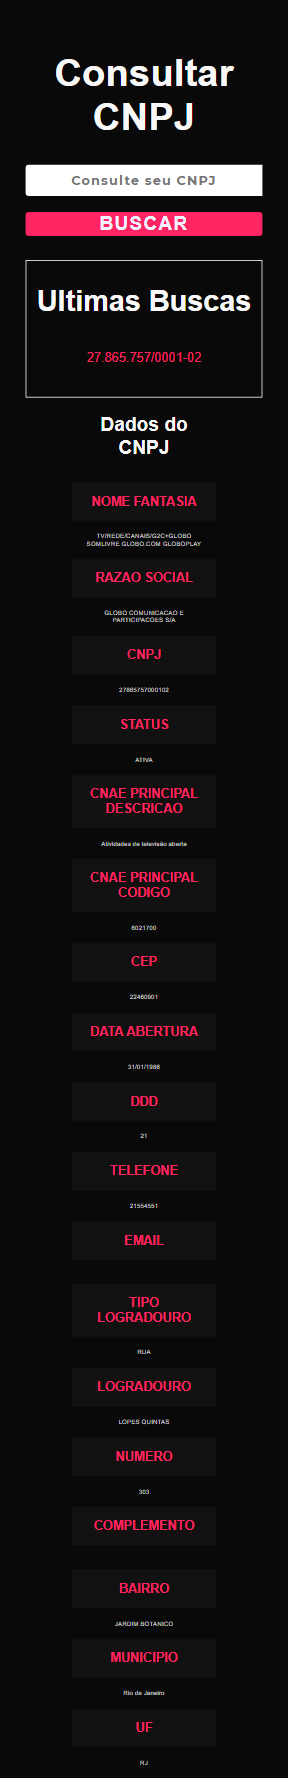 Consultar
CNPJ
Consulte seu CNPJ
BUSCAR
Ultimas Buscas
27.865.757/0001-02
Dados do
CNPJ
NOME FANTASIA
TV/REDE/CANAIS/G2C+GLOBO
SOMLIVRE GLOBO.COM GLOBOPLAY
RAZAO SOCIAL
GLOBO COMUNICACAO E
PARTICIPACOES S/A
CNPJ
27865757000102
STATUS
ATIVA
CNAE PRINCIPAL
DESCRICAO
Atividades de televisão aberta
CNAE PRINCIPAL
CODIGO
6021700
CEP
22460901
DATA ABERTURA
31/01/1986
DDD
21
TELEFONE
21554551
EMAIL
TIPO
LOGRADOURO
RUA
LOGRADOURO
LOPES QUINTAS
NUMERO
303
COMPLEMENTO
BAIRRO
JARDIM BOTANICO
MUNICIPIO
Rio de Janeiro
UF
RJ